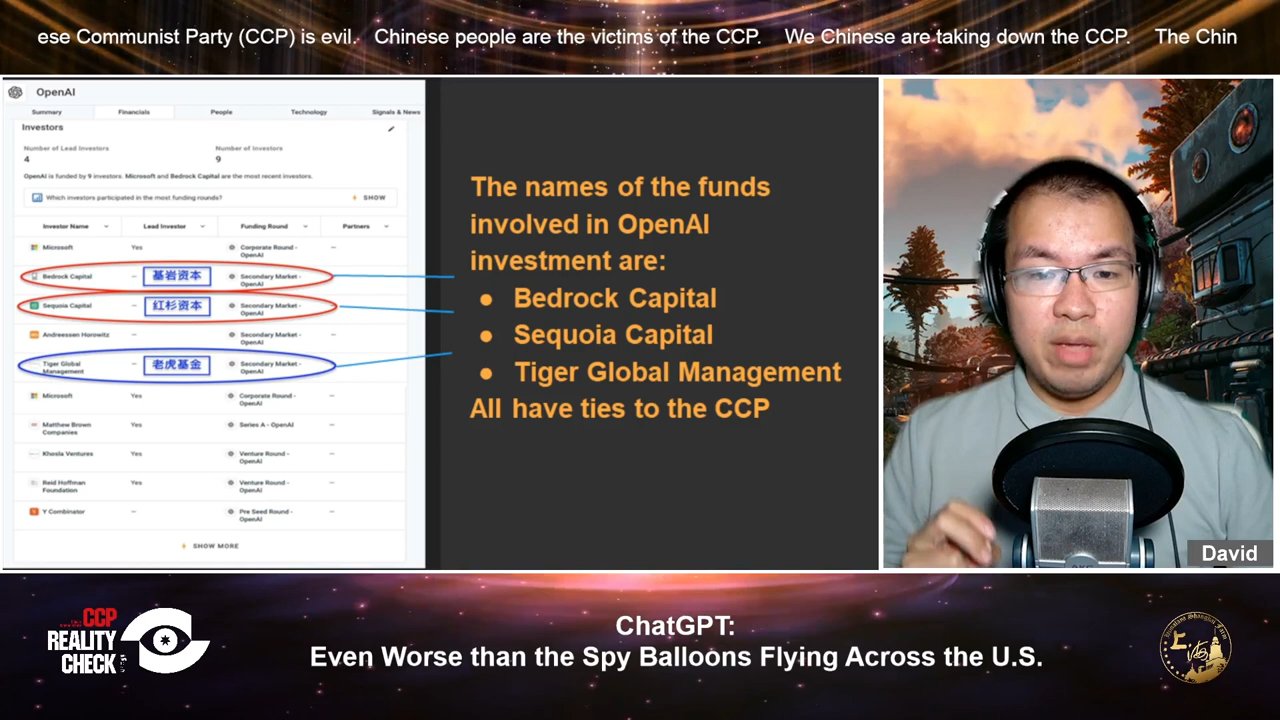 ese Communist Party (CCP) is evil. Chinese people are the victims of the CCP. We Chinese are taking down the CCP. The Chin
OpenAI
Summary Financials People Technology Signals & News
Investors
Number of Lead Investors Number of Investors
4 9
OpenAI is funded by 9 investors. Microsoft and Bedrock Capital are the most recent investors.
Which investors participated in the most funding rounds? SHOW
Investor Name Lead Investor Funding Round Partners
Microsoft Yes Corporate Round - OpenAI —
Bedrock Capital — 基岩资本 Secondary Market - OpenAI
Sequoia Capital — 红杉资本 Secondary Market - OpenAI
Andreessen Horowitz — Secondary Market - OpenAI —
Tiger Global Management — 老虎基金 Secondary Market - OpenAI
Microsoft Yes Corporate Round - OpenAI —
Matthew Brown Companies Yes Series A - OpenAI —
Khosla Ventures Yes Venture Round - OpenAI —
Reid Hoffman Foundation Yes Venture Round - OpenAI —
Y Combinator — Pre Seed Round - OpenAI —
SHOW MORE
The names of the funds
involved in OpenAI
investment are:
● Bedrock Capital
● Sequoia Capital
● Tiger Global Management
All have ties to the CCP
David
CCP
REALITY
CHECK
ChatGPT:
Even Worse than the Spy Balloons Flying Across the U.S.